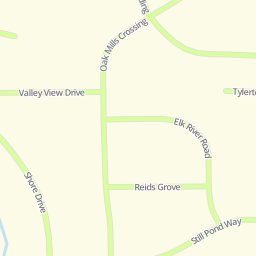 Oak Mills Crossing
Valley View Drive
Elk River Road
Shore Drive
Reids Grove
Still Pond Way